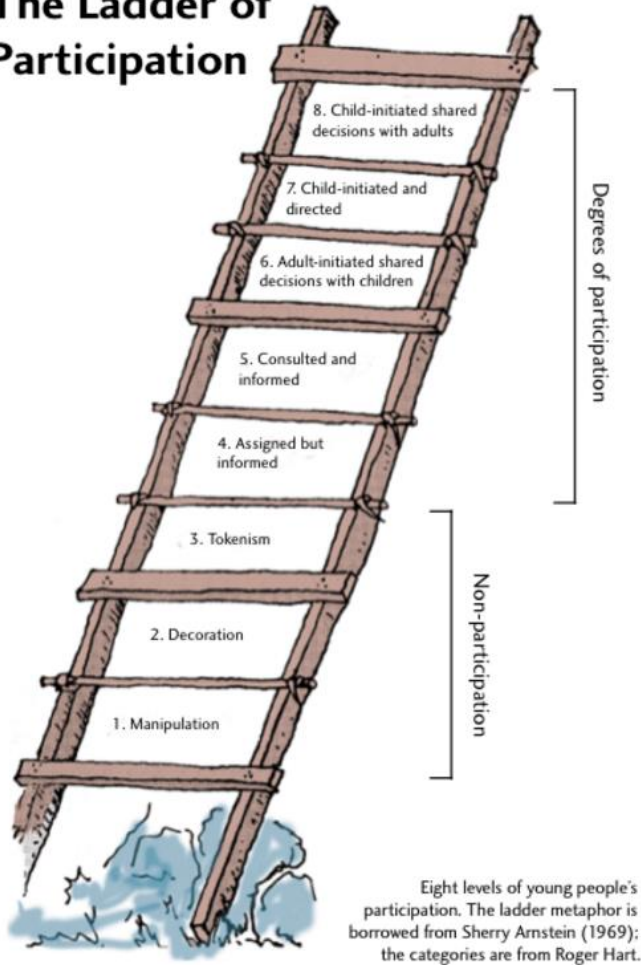 The Ladder of
Participation
8. Child-initiated shared
decisions with adults
7. Child-initiated and
directed
6. Adult-initiated shared
decisions with children
5. Consulted and
informed
4. Assigned but
informed
3. Tokenism
2. Decoration
1. Manipulation
Degrees of participation
Non-participation
Eight levels of young people's
participation. The ladder metaphor is
borrowed from Sherry Arnstein (1969);
the categories are from Roger Hart.